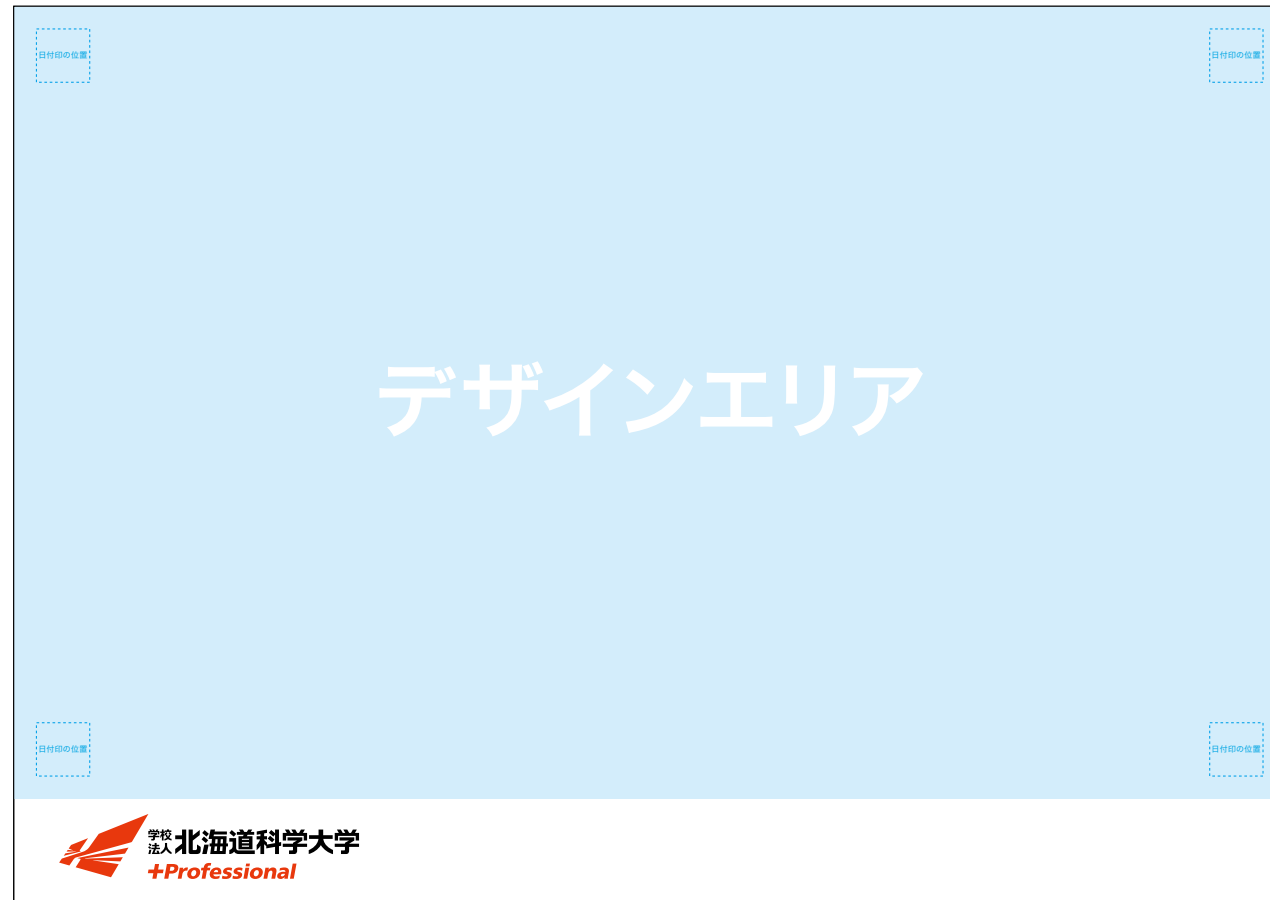 日付印の位置
日付印の位置
デザインエリア
日付印の位置
日付印の位置
学校法人 北海道科学大学
+Professional